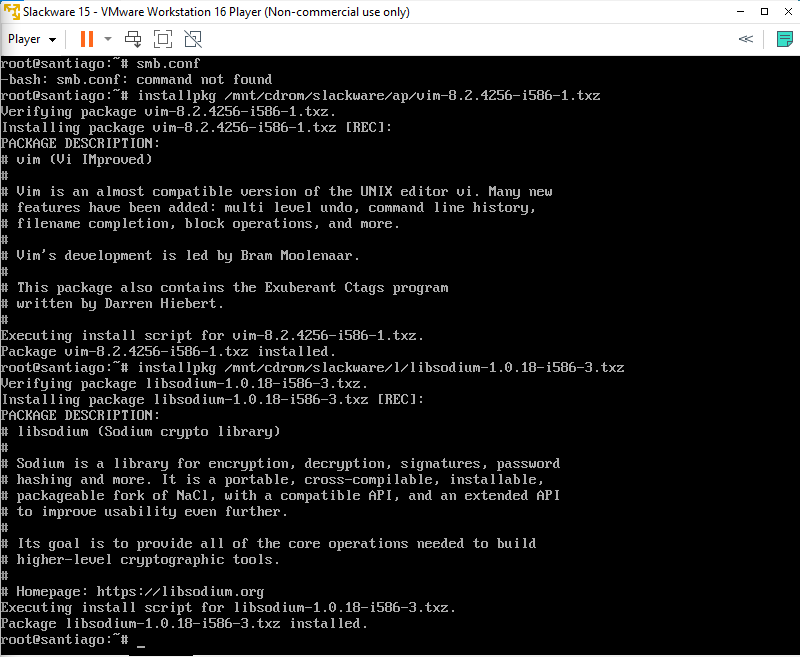 Slackware 15 - VMware Workstation 16 Player (Non-commercial use only)
Player
root@santiago:~# smb.conf
-bash: smb.conf: command not found
root@santiago:~# installpkg /mnt/cdrom/slackware/ap/vim-8.2.4256-i586-1.txz
Verifying package vim-8.2.4256-i586-1.txz.
Installing package vim-8.2.4256-i586-1.txz [REC]:
PACKAGE DESCRIPTION:
# vim (Vi IMproved)
#
# Vim is an almost compatible version of the UNIX editor vi. Many new
# features have been added: multi level undo, command line history,
# filename completion, block operations, and more.
#
# Vim's development is led by Bram Moolenaar.
#
# This package also contains the Exuberant Ctags program
# written by Darren Hiebert.
#
Executing install script for vim-8.2.4256-i586-1.txz.
Package vim-8.2.4256-i586-1.txz installed.
root@santiago:~# installpkg /mnt/cdrom/slackware/l/libsodium-1.0.18-i586-3.txz
Verifying package libsodium-1.0.18-i586-3.txz.
Installing package libsodium-1.0.18-i586-3.txz [REC]:
PACKAGE DESCRIPTION:
# libsodium (Sodium crypto library)
#
# Sodium is a library for encryption, decryption, signatures, password
# hashing and more. It is a portable, cross-compilable, installable,
# packageable fork of NaCl, with a compatible API, and an extended API
# to improve usability even further.
#
# Its goal is to provide all of the core operations needed to build
# higher-level cryptographic tools.
#
# Homepage: https://libsodium.org
Executing install script for libsodium-1.0.18-i586-3.txz.
Package libsodium-1.0.18-i586-3.txz installed.
root@santiago:~# _